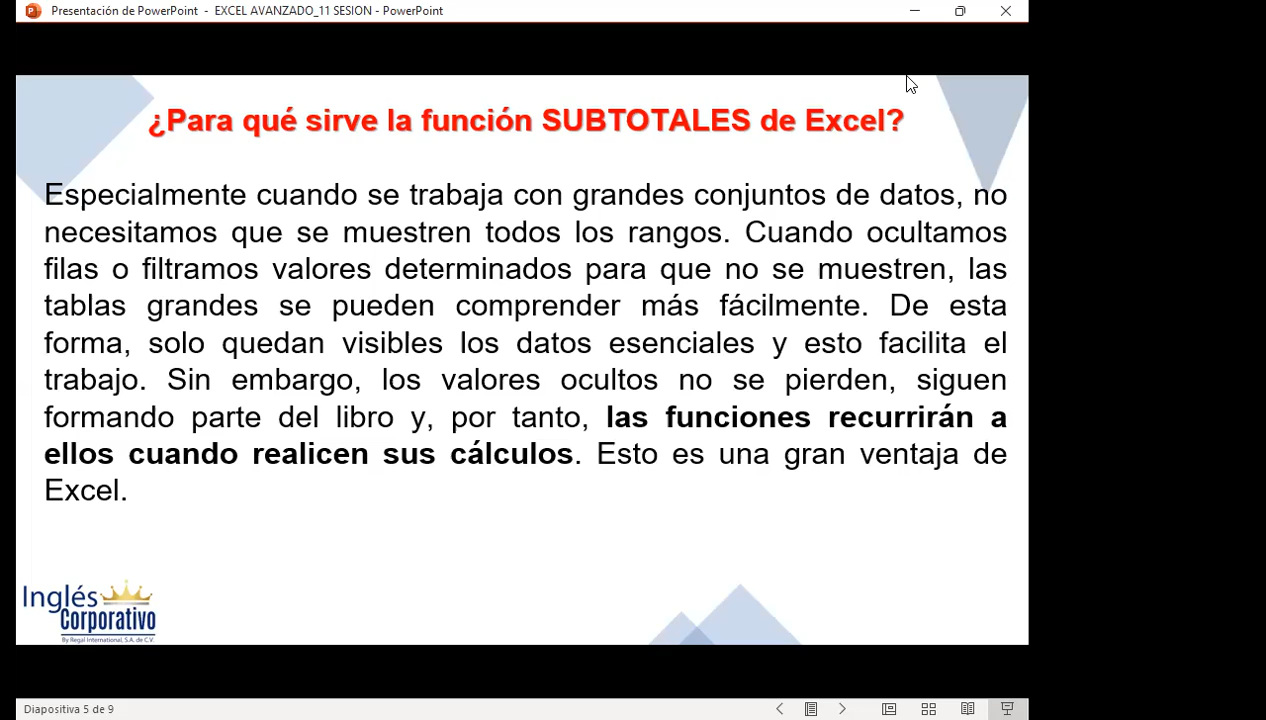 Presentación de PowerPoint - EXCEL AVANZADO_11 SESION - PowerPoint
¿Para qué sirve la función SUBTOTALES de Excel?
Especialmente cuando se trabaja con grandes conjuntos de datos, no
necesitamos que se muestren todos los rangos. Cuando ocultamos
filas o filtramos valores determinados para que no se muestren, las
tablas grandes se pueden comprender más fácilmente. De esta
forma, solo quedan visibles los datos esenciales y esto facilita el
trabajo. Sin embargo, los valores ocultos no se pierden, siguen
formando parte del libro y, por tanto, las funciones recurrirán a
ellos cuando realicen sus cálculos. Esto es una gran ventaja de
Excel.
Inglés
Corporativo
By Regal International, S.A. de C.V.
Diapositiva 5 de 9